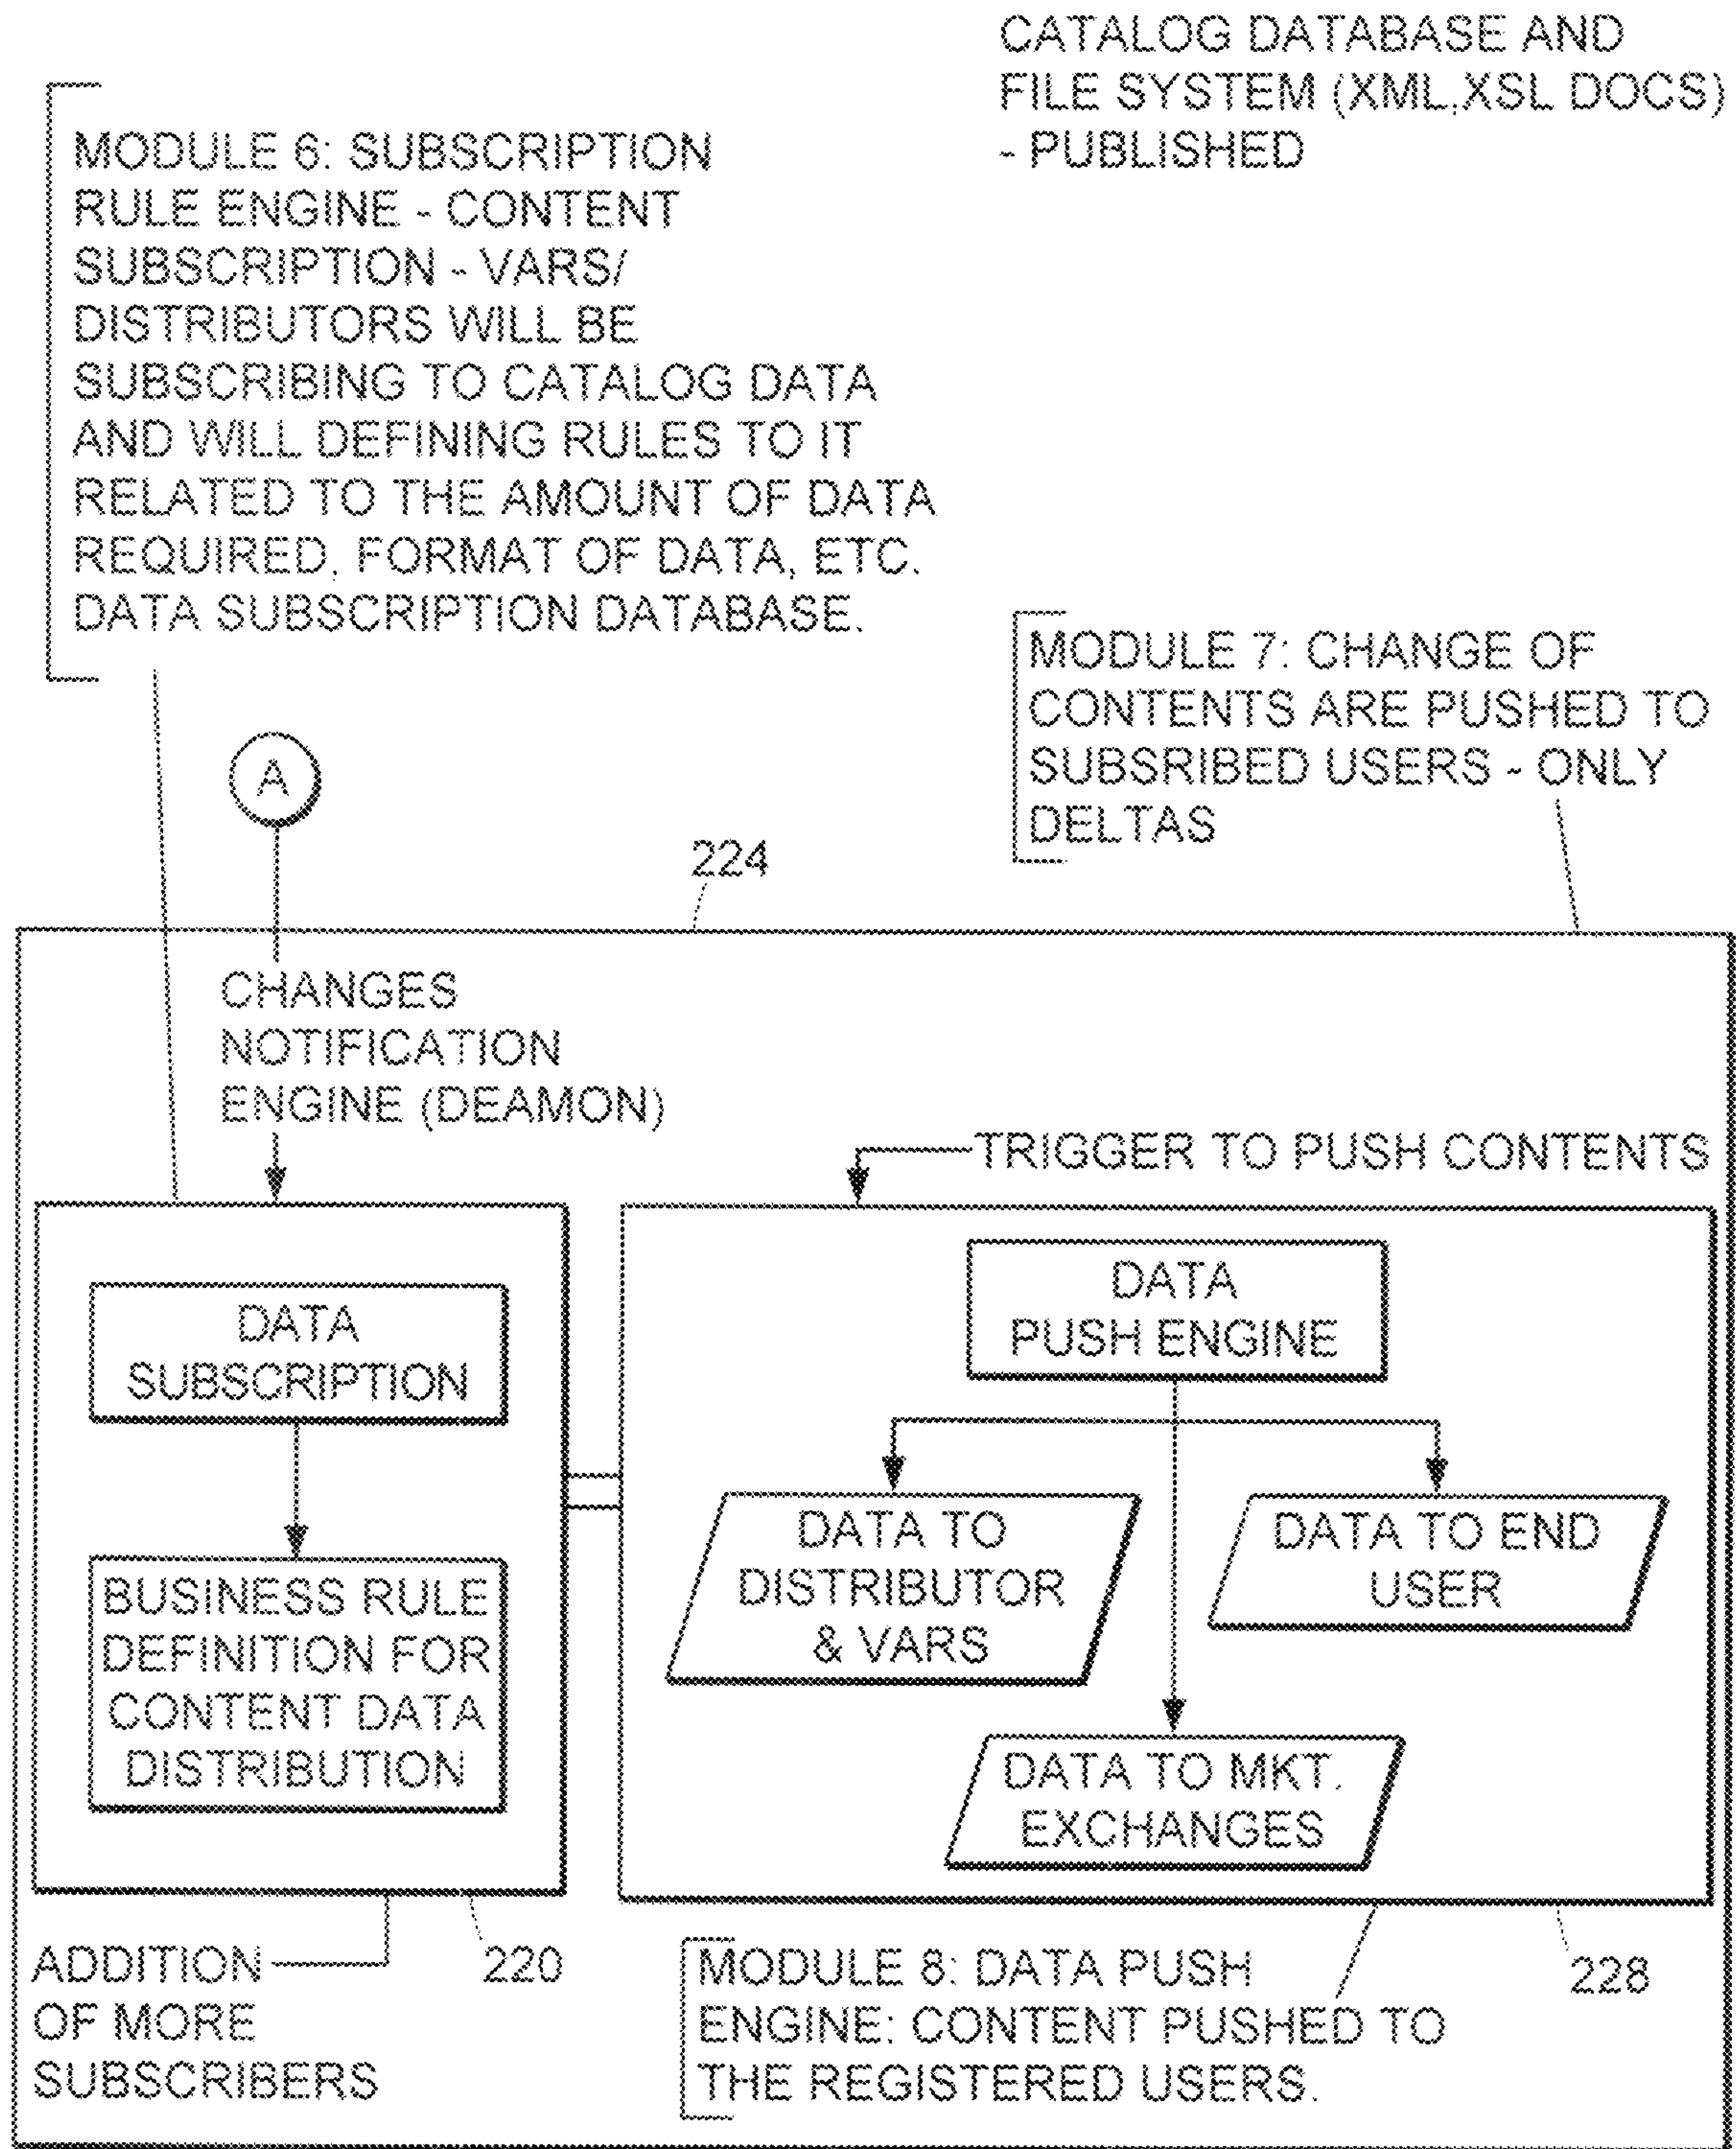 CATALOG DATABASE AND
FILE SYSTEM (XML,XSL DOCS)
- PUBLISHED
MODULE 6: SUBSCRIPTION
RULE ENGINE - CONTENT
SUBSCRIPTION - VARS/
DISTRIBUTORS WILL BE
SUBSCRIBING TO CATALOG DATA
AND WILL DEFINING RULES TO IT
RELATED TO THE AMOUNT OF DATA
REQUIRED, FORMAT OF DATA, ETC.
DATA SUBSCRIPTION DATABASE.
MODULE 7: CHANGE OF
CONTENTS ARE PUSHED TO
SUBSRIBED USERS - ONLY
DELTAS
A
224
CHANGES
NOTIFICATION
ENGINE (DEAMON)
TRIGGER TO PUSH CONTENTS
DATA
SUBSCRIPTION
BUSINESS RULE
DEFINITION FOR
CONTENT DATA
DISTRIBUTION
DATA
PUSH ENGINE
DATA TO
DISTRIBUTOR
& VARS
DATA TO END
USER
DATA TO MKT.
EXCHANGES
ADDITION
OF MORE
SUBSCRIBERS
220
MODULE 8: DATA PUSH
ENGINE: CONTENT PUSHED TO
THE REGISTERED USERS.
228